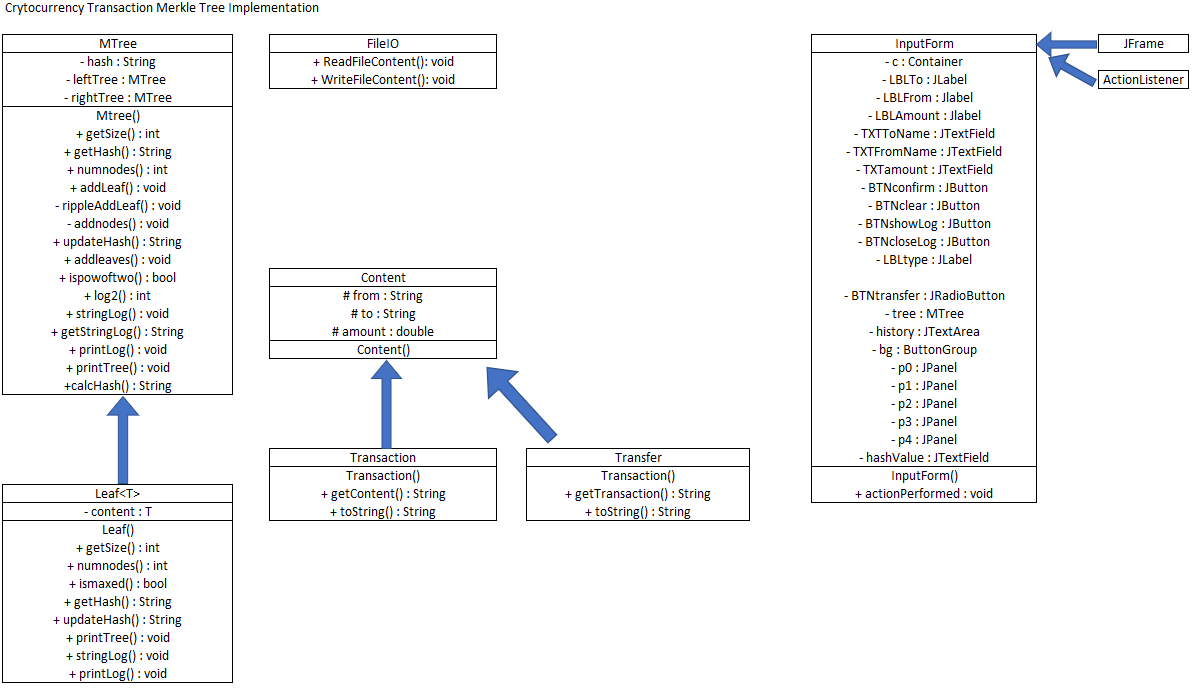 Crytocurrency Transaction Merkle Tree Implementation
MTree
- hash : String
- leftTree : MTree
- rightTree : MTree
Mtree()
+ getSize() : int
+ getHash() : String
+ numnodes() : int
+ addLeaf() : void
- rippleAddLeaf() : void
- addnodes() : void
+ updateHash() : String
+ addleaves() : void
+ ispowoftwo() : bool
+ log2() : int
+ stringLog() : void
+ getStringLog() : String
+ printLog() : void
+ printTree() : void
+calcHash() : String
Leaf<T>
- content : T
Leaf()
+ getSize() : int
+ numnodes() : int
+ ismaxed() : bool
+ getHash() : String
+ updateHash() : String
+ printTree() : void
+ stringLog() : void
+ printLog() : void
FileIO
+ ReadFileContent(): void
+ WriteFileContent(): void
Content
# from : String
# to : String
# amount : double
Content()
Transaction
Transaction()
+ getContent() : String
+ toString() : String
Transfer
Transaction()
+ getTransaction() : String
+ toString() : String
InputForm
- c : Container
- LBLTo : JLabel
- LBLFrom : Jlabel
- LBLAmount : Jlabel
- TXTToName : JTextField
- TXTFromName : JTextField
- TXTamount : JTextField
- BTNconfirm : JButton
- BTNclear : JButton
- BTNshowLog : JButton
- BTNcloseLog : JButton
- LBLtype : JLabel
- BTNtransfer : JRadioButton
- tree : MTree
- history : JTextArea
- bg : ButtonGroup
- p0 : JPanel
- p1 : JPanel
- p2 : JPanel
- p3 : JPanel
- p4 : JPanel
- hashValue : JTextField
InputForm()
+ actionPerformed : void
JFrame
ActionListener